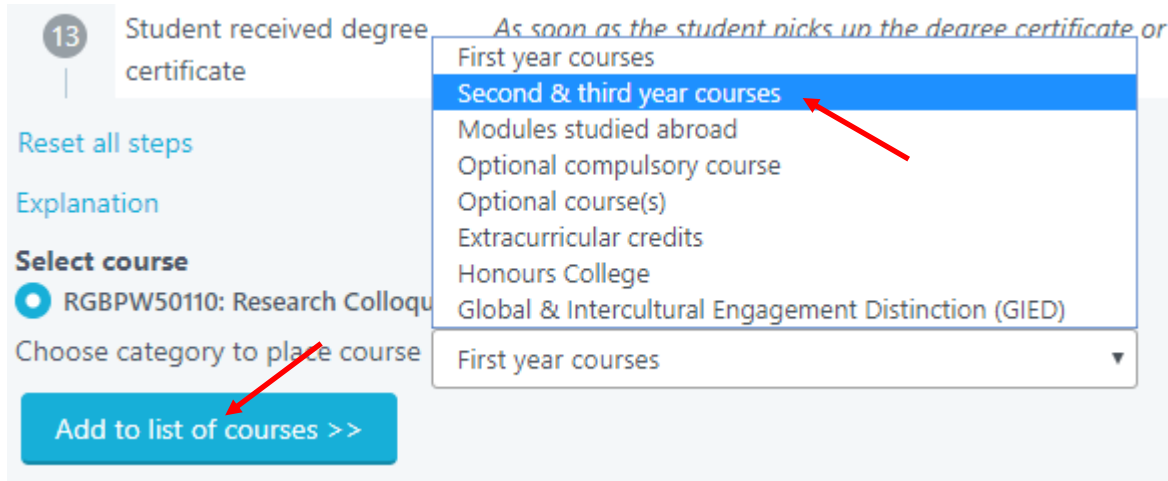 13
Student received degree
certificate
As soon as the student picks up the degree certificate or
First year courses
Second & third year courses
Modules studied abroad
Optional compulsory course
Optional course(s)
Extracurricular credits
Honours College
Global & Intercultural Engagement Distinction (GIED)
Reset all steps
Explanation
Select course
RGBPW50110: Research
Choose category to place course
First year courses
Add to list of courses >>